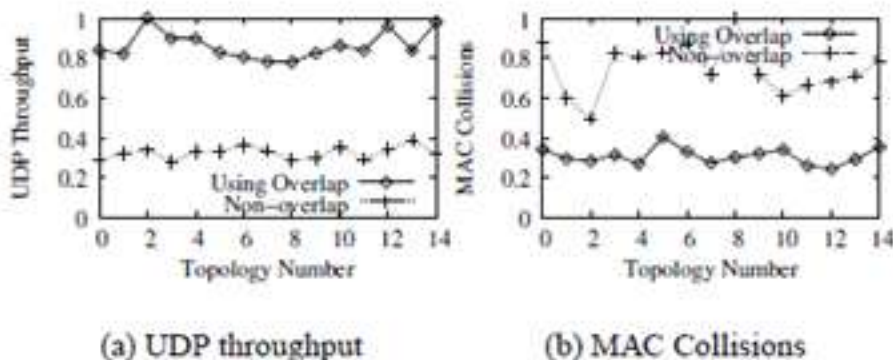 1
0.8
0.6
0.4
0.2
0
UDP Throughput
Using Overlap
Non-overlap
0 2 4 6 8 10 12 14
Topology Number
(a) UDP throughput
1
0.8
0.6
0.4
0.2
0
MAC Collisions
Using Overlap
Non-overlap
0 2 4 6 8 10 12 14
Topology Number
(b) MAC Collisions